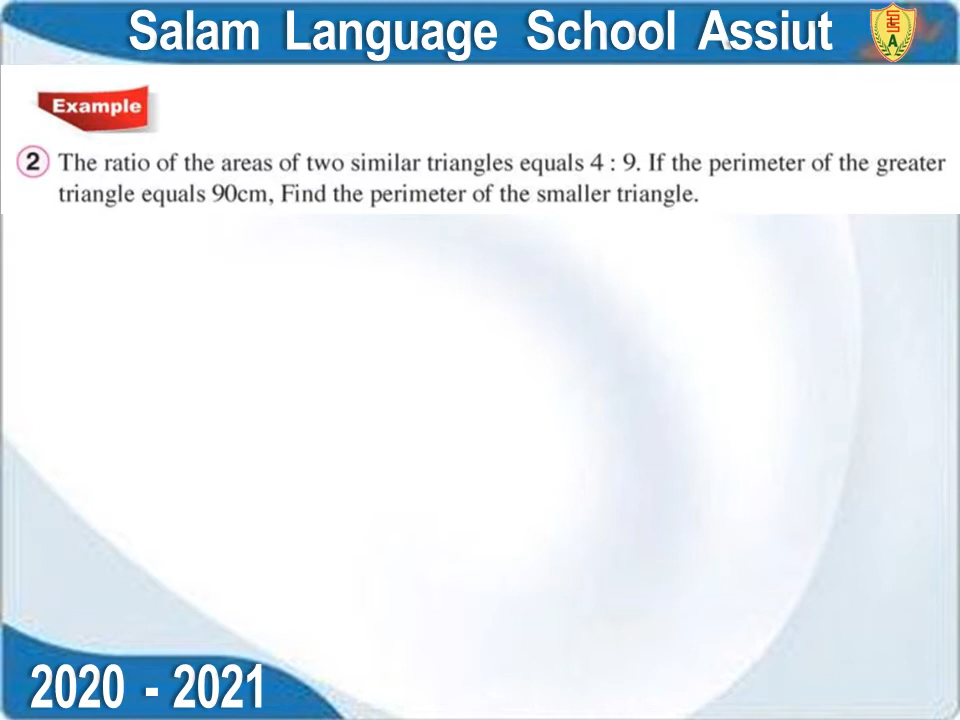 Salam Language School Assiut
Example
2 The ratio of the areas of two similar triangles equals 4 : 9. If the perimeter of the greater
triangle equals 90cm, Find the perimeter of the smaller triangle.
2020 - 2021